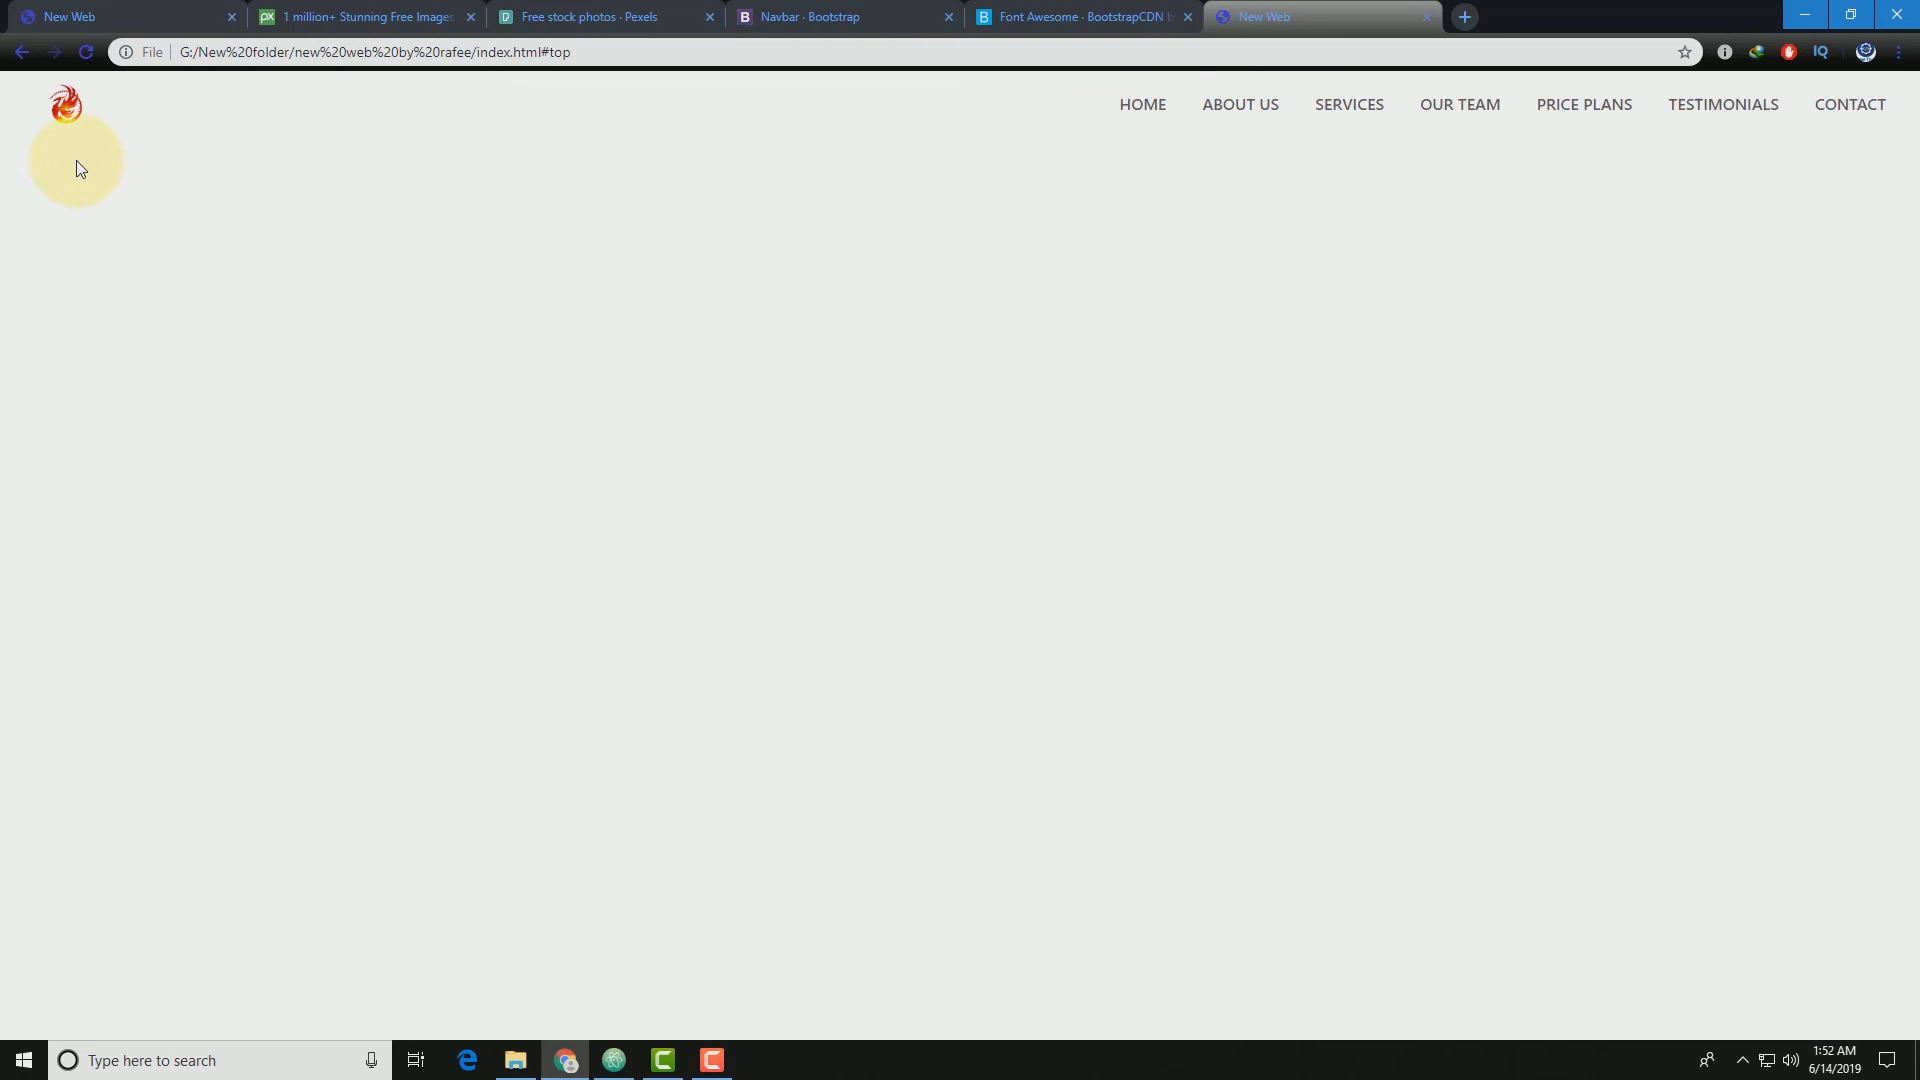 New Web
1 million+ Stunning Free Images
Free stock photos · Pexels
Navbar · Bootstrap
Font Awesome · BootstrapCDN b
New Web
File
G:/New%20folder/new%20web%20by%20rafee/index.html#top
IQ
HOME
ABOUT US
SERVICES
OUR TEAM
PRICE PLANS
TESTIMONIALS
CONTACT
Type here to search
1:52 AM
6/14/2019